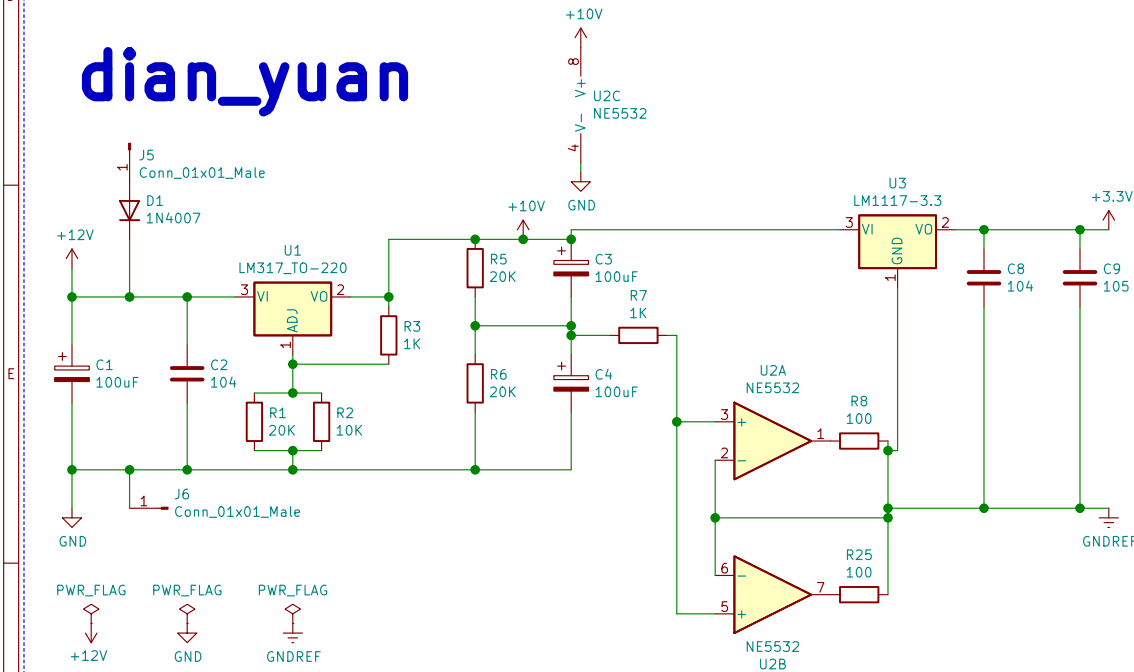 dian_yuan
+10V
8
V+
U2C
NE5532
V-
4
GND
J5
Conn_01x01_Male
1
D1
1N4007
+12V
U1
LM317_TO-220
3
VI
VO
2
ADJ
1
+
C1
100uF
C2
104
R1
20K
R2
10K
R3
1K
+10V
R5
20K
R6
20K
+
C3
100uF
+
C4
100uF
R7
1K
U3
LM1117-3.3
3
VI
VO
2
GND
1
+3.3V
C8
104
C9
105
E
U2A
NE5532
3
+
2
-
1
R8
100
GND
1
J6
Conn_01x01_Male
GNDREF
6
-
5
+
7
R25
100
NE5532
U2B
PWR_FLAG
+12V
PWR_FLAG
GND
PWR_FLAG
GNDREF